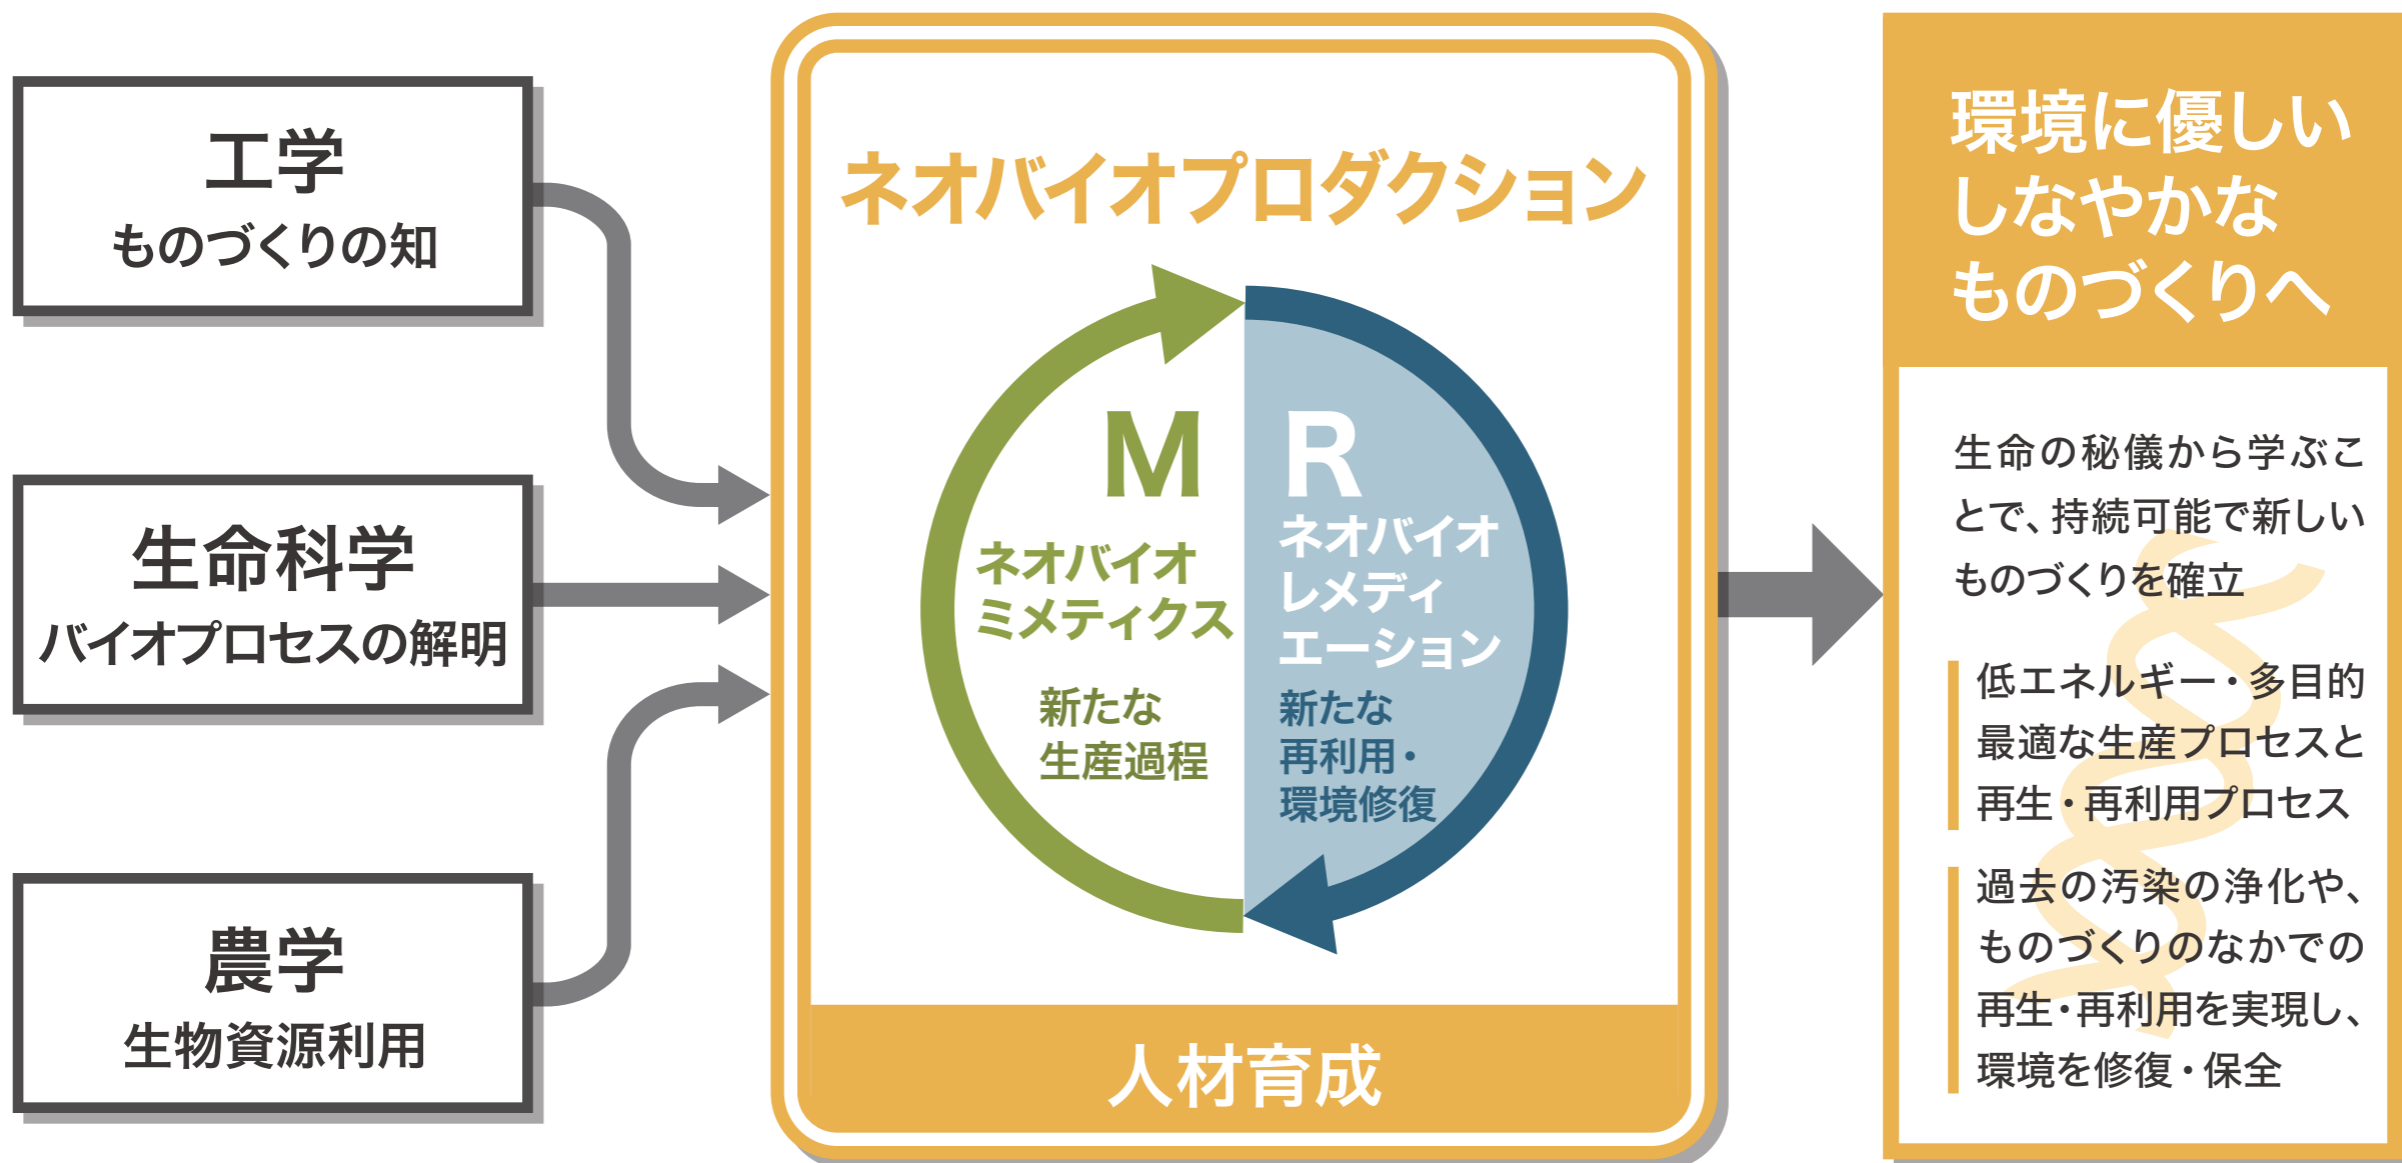 工学
ものづくりの知
生命科学
バイオプロセスの解明
農学
生物資源利用
ネオバイオプロダクション
M
ネオバイオ
ミメティクス
新たな
生産過程
R
ネオバイオ
レメディ
エーション
新たな
再利用・
環境修復
人材育成
環境に優しい
しなやかな
ものづくりへ
生命の秘儀から学ぶこ
とで、持続可能で新しい
ものづくりを確立
低エネルギー・多目的
最適な生産プロセスと
再生・再利用プロセス
過去の汚染の浄化や、
ものづくりのなかでの
再生・再利用を実現し、
環境を修復・保全